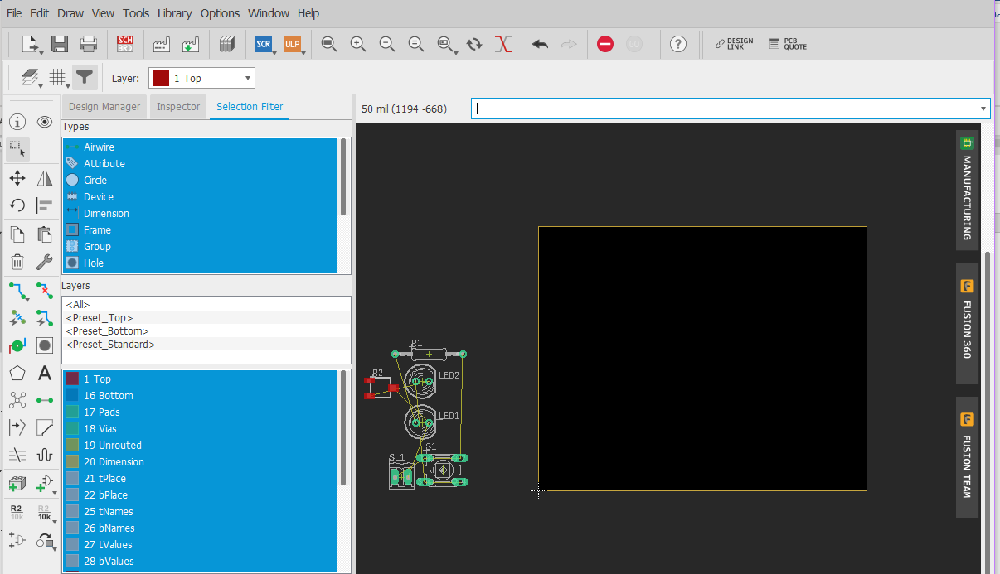 File Edit Draw View Tools Library Options Window Help
SCH
BRD
SCR
ULP
GO
?
DESIGN
LINK
PCB
QUOTE
Layer: 1 Top
Design Manager Inspector Selection Filter
50 mil (1194 -668)
Types
Airwire
Attribute
Circle
Device
Dimension
Frame
Group
Hole
Layers
<All>
<Preset_Top>
<Preset_Bottom>
<Preset_Standard>
1 Top
16 Bottom
17 Pads
18 Vias
19 Unrouted
20 Dimension
21 tPlace
22 bPlace
25 tNames
26 bNames
27 tValues
28 bValues
A
R2
10k
R2
10k
R1
R2
LED2
LED1
S1
SL1
MANUFACTURING
F
FUSION 360
F
FUSION TEAM